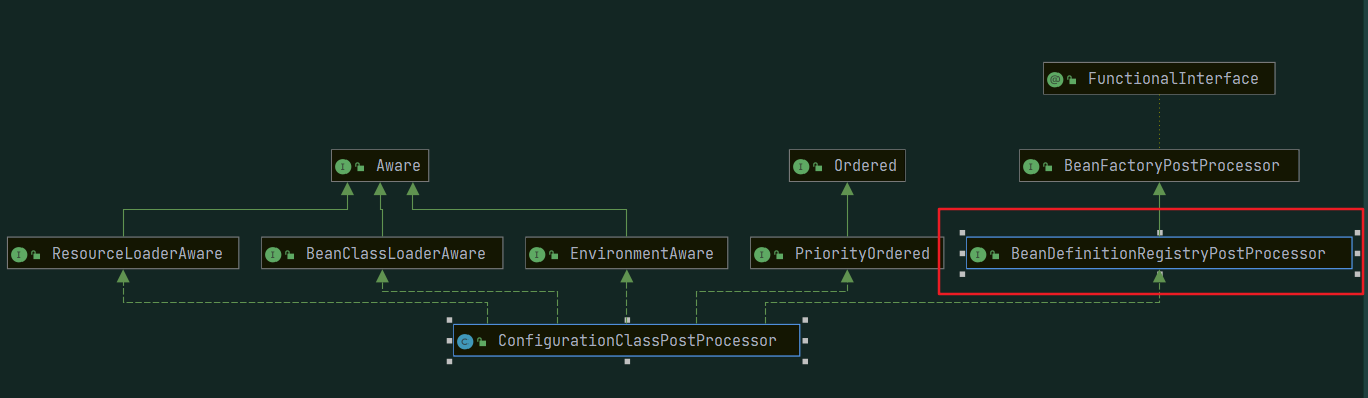 FunctionalInterface
Aware
Ordered
BeanFactoryPostProcessor
ResourceLoaderAware
BeanClassLoaderAware
EnvironmentAware
PriorityOrdered
BeanDefinitionRegistryPostProcessor
ConfigurationClassPostProcessor